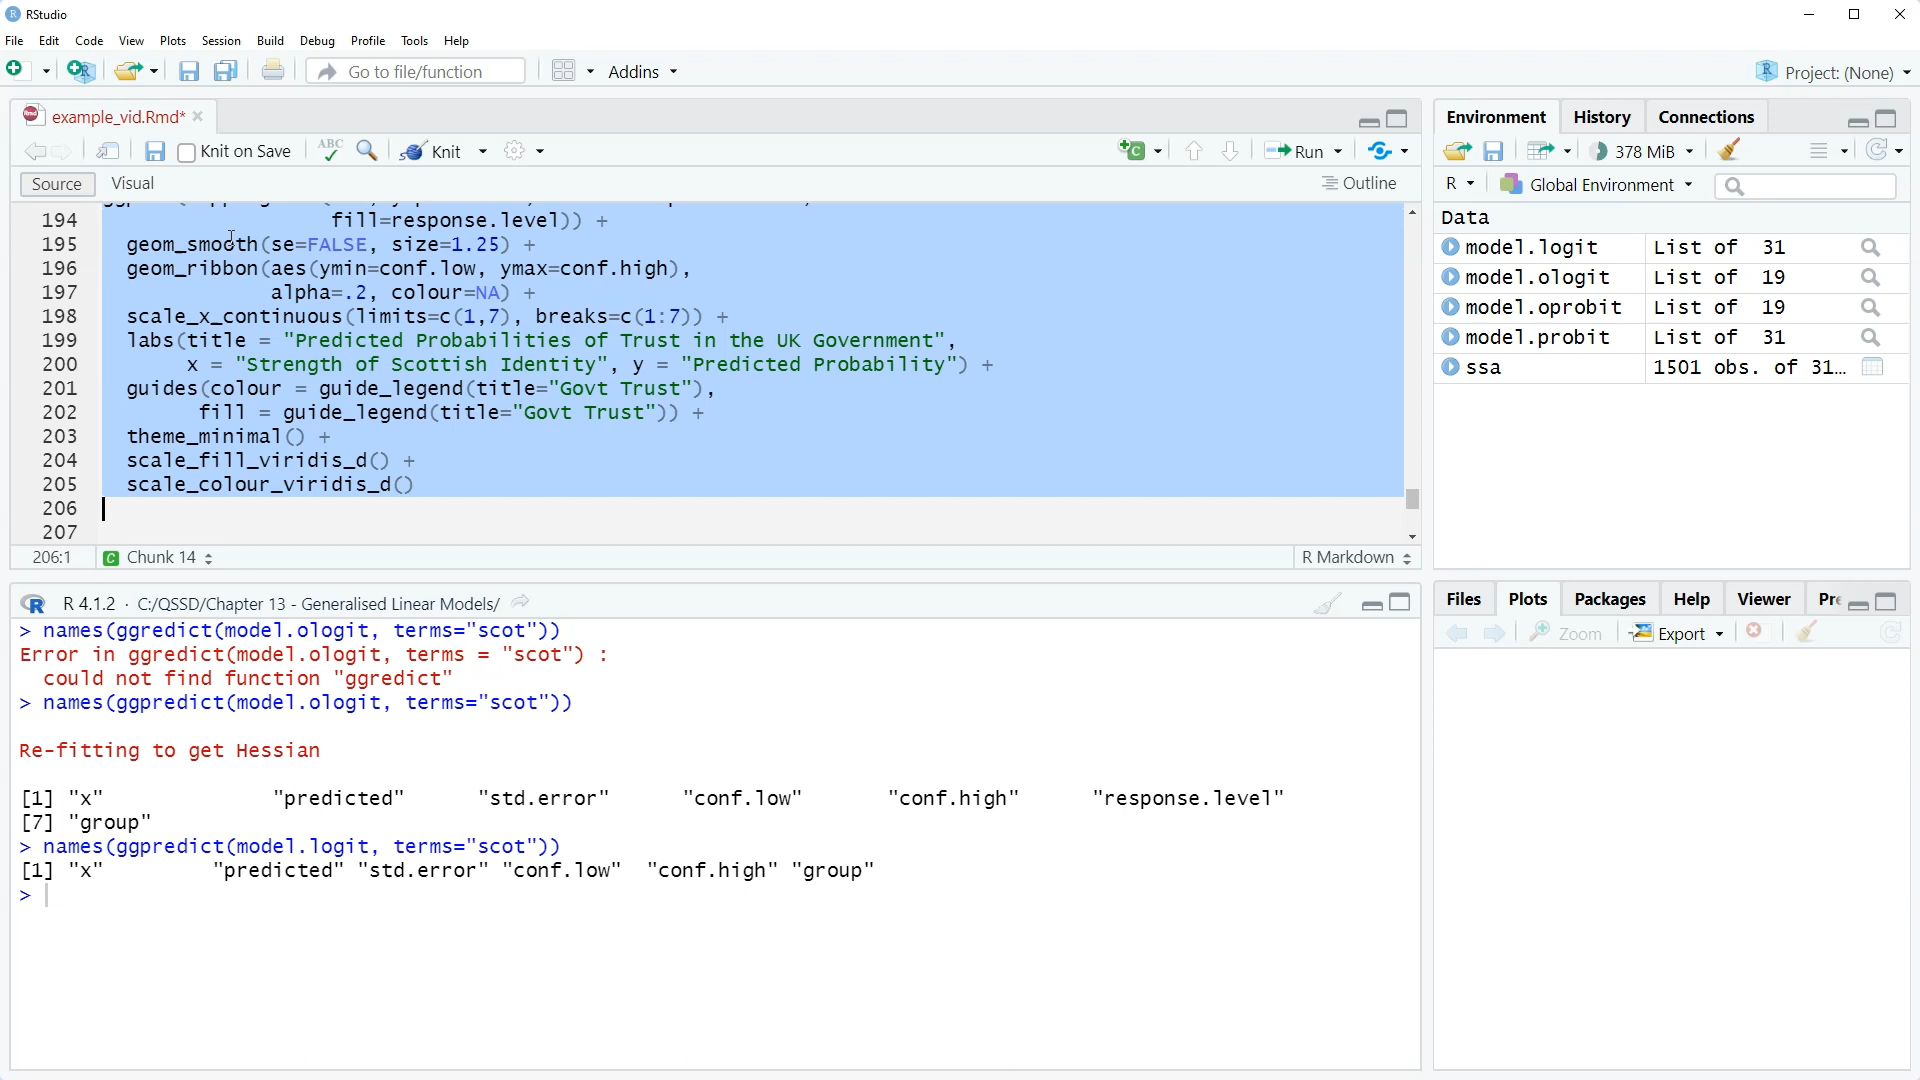 RStudio
File Edit Code View Plots Session Build Debug Profile Tools Help
Go to file/function Addins Project: (None)
example_vid.Rmd*
Knit on Save ABC Knit Run
Source Visual Outline
194 fill=response.level)) +
195 geom_smooth(se=FALSE, size=1.25) +
196 geom_ribbon(aes(ymin=conf.low, ymax=conf.high),
197 alpha=.2, colour=NA) +
198 scale_x_continuous(limits=c(1,7), breaks=c(1:7)) +
199 labs(title = "Predicted Probabilities of Trust in the UK Government",
200 x = "Strength of Scottish Identity", y = "Predicted Probability") +
201 guides(colour = guide_legend(title="Govt Trust"),
202 fill = guide_legend(title="Govt Trust")) +
203 theme_minimal() +
204 scale_fill_viridis_d() +
205 scale_colour_viridis_d()
206
207
206:1 C Chunk 14 R Markdown
R R 4.1.2 · C:/QSSD/Chapter 13 - Generalised Linear Models/
> names(ggredict(model.ologit, terms="scot"))
Error in ggredict(model.ologit, terms = "scot") :
could not find function "ggredict"
> names(ggpredict(model.ologit, terms="scot"))
Re-fitting to get Hessian
[1] "x" "predicted" "std.error" "conf.low" "conf.high" "response.level"
[7] "group"
> names(ggpredict(model.logit, terms="scot"))
[1] "x" "predicted" "std.error" "conf.low" "conf.high" "group"
>
Environment History Connections
378 MiB
R Global Environment
Data
model.logit List of 31
model.ologit List of 19
model.oprobit List of 19
model.probit List of 31
ssa 1501 obs. of 31…
Files Plots Packages Help Viewer Pre
Zoom Export